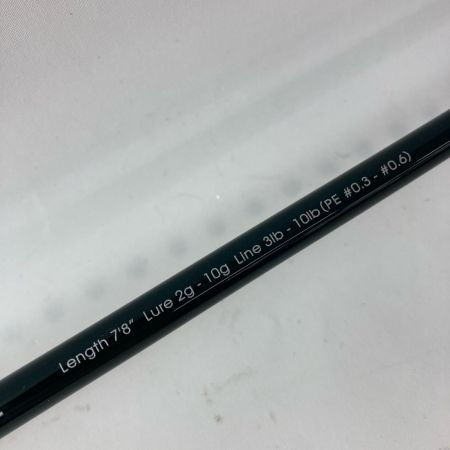 Length 7'8" Lure 2g - 10g Line 3lb - 10lb(PE #0.3 - #0.6)